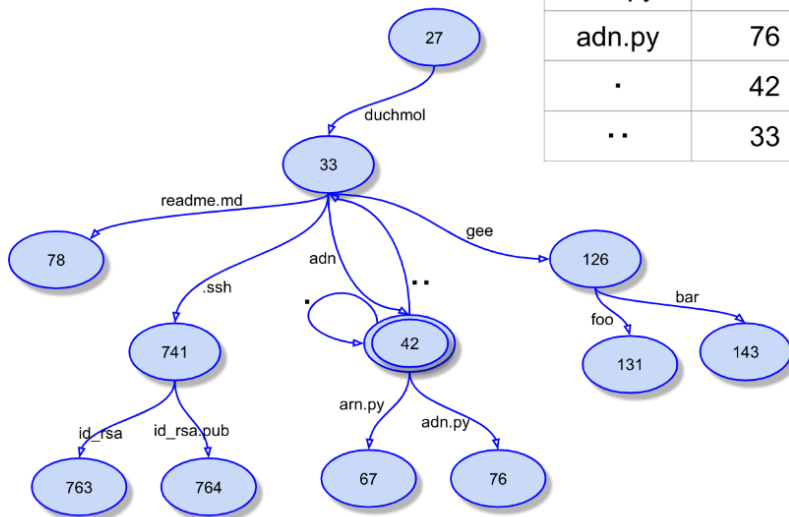 27
adn.py 76
. 42
.. 33
duchmol
33
readme.md
gee
78
adn
..
126
.ssh
.
bar
foo
741
42
131
143
arn.py
adn.py
id_rsa
id_rsa.pub
763
764
67
76